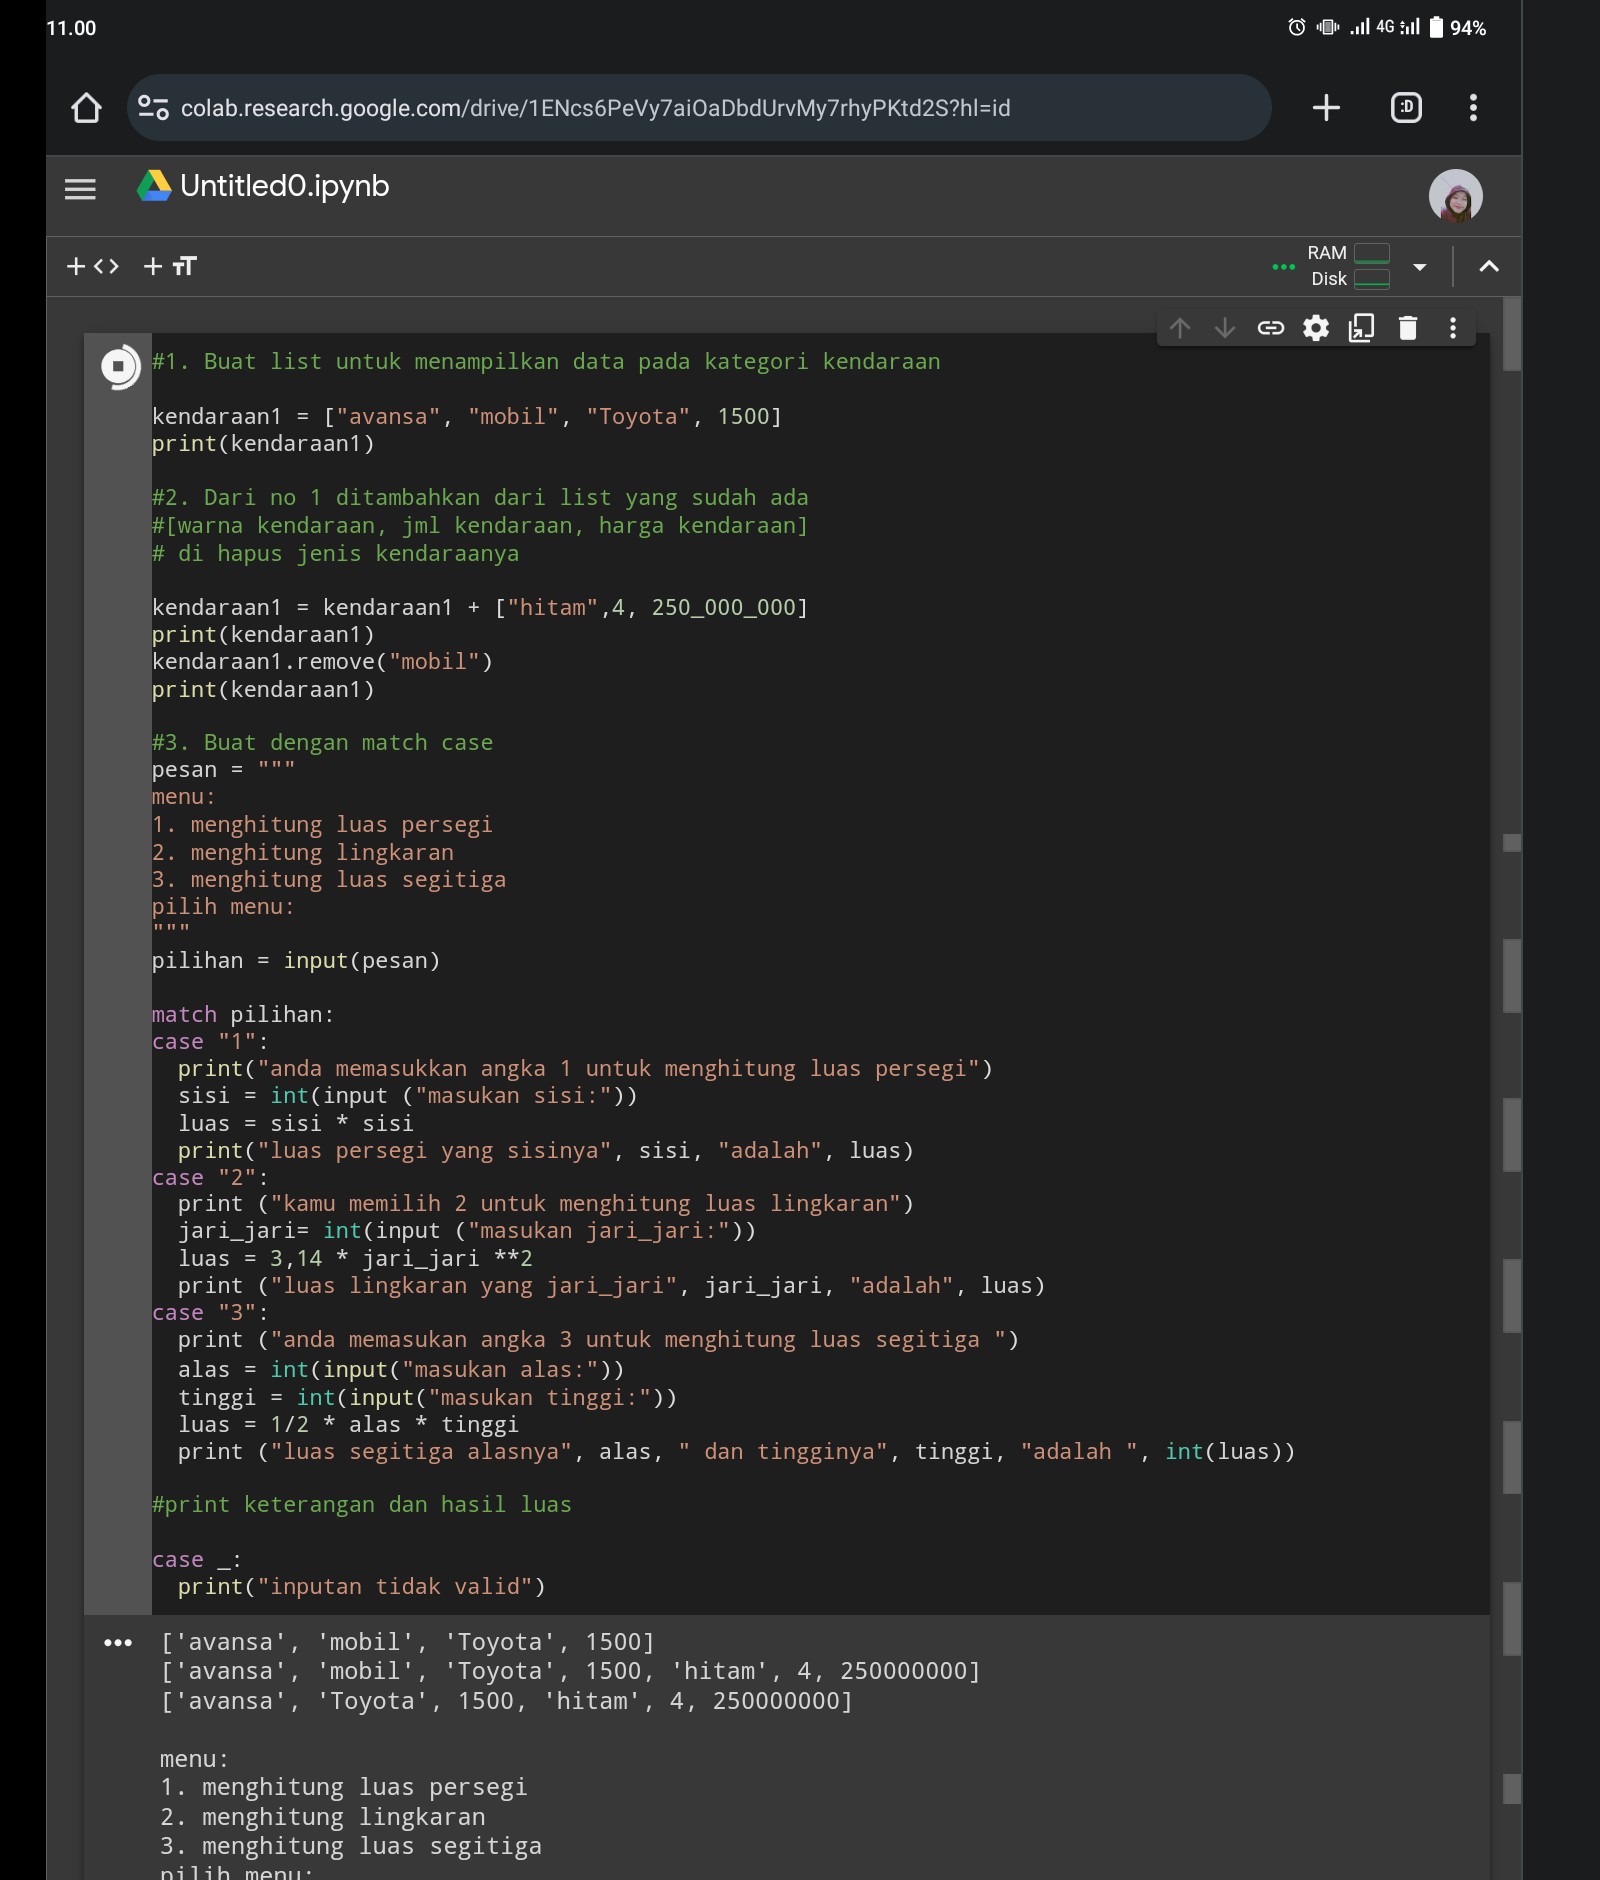 11.00
4G 94%
colab.research.google.com/drive/1ENcs6PeVy7aiOaDbdUrvMy7rhyPKtd2S?hl=id
:D
Untitled0.ipynb
+ <> + TT
RAM
Disk
#1. Buat list untuk menampilkan data pada kategori kendaraan
kendaraan1 = ["avansa", "mobil", "Toyota", 1500]
print(kendaraan1)
#2. Dari no 1 ditambahkan dari list yang sudah ada
#[warna kendaraan, jml kendaraan, harga kendaraan]
# di hapus jenis kendaraanya
kendaraan1 = kendaraan1 + ["hitam",4, 250_000_000]
print(kendaraan1)
kendaraan1.remove("mobil")
print(kendaraan1)
#3. Buat dengan match case
pesan = """
menu:
1. menghitung luas persegi
2. menghitung lingkaran
3. menghitung luas segitiga
pilih menu:
"""
pilihan = input(pesan)
match pilihan:
case "1":
  print("anda memasukkan angka 1 untuk menghitung luas persegi")
  sisi = int(input ("masukan sisi:"))
  luas = sisi * sisi
  print("luas persegi yang sisinya", sisi, "adalah", luas)
case "2":
  print ("kamu memilih 2 untuk menghitung luas lingkaran")
  jari_jari= int(input ("masukan jari_jari:"))
  luas = 3,14 * jari_jari **2
  print ("luas lingkaran yang jari_jari", jari_jari, "adalah", luas)
case "3":
  print ("anda memasukan angka 3 untuk menghitung luas segitiga ")
  alas = int(input("masukan alas:"))
  tinggi = int(input("masukan tinggi:"))
  luas = 1/2 * alas * tinggi
  print ("luas segitiga alasnya", alas, " dan tingginya", tinggi, "adalah ", int(luas))
#print keterangan dan hasil luas
case _:
  print("inputan tidak valid")
['avansa', 'mobil', 'Toyota', 1500]
['avansa', 'mobil', 'Toyota', 1500, 'hitam', 4, 250000000]
['avansa', 'Toyota', 1500, 'hitam', 4, 250000000]
menu:
1. menghitung luas persegi
2. menghitung lingkaran
3. menghitung luas segitiga
pilih menu: